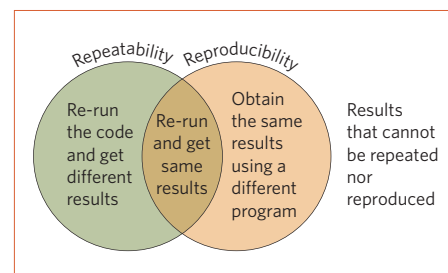 Repeatability
Reproducibility
Re-run
the code
and get
different
results
Re-run
and get
same
results
Obtain
the same
results
using a
different
program
Results
that cannot
be repeated
nor
reproduced